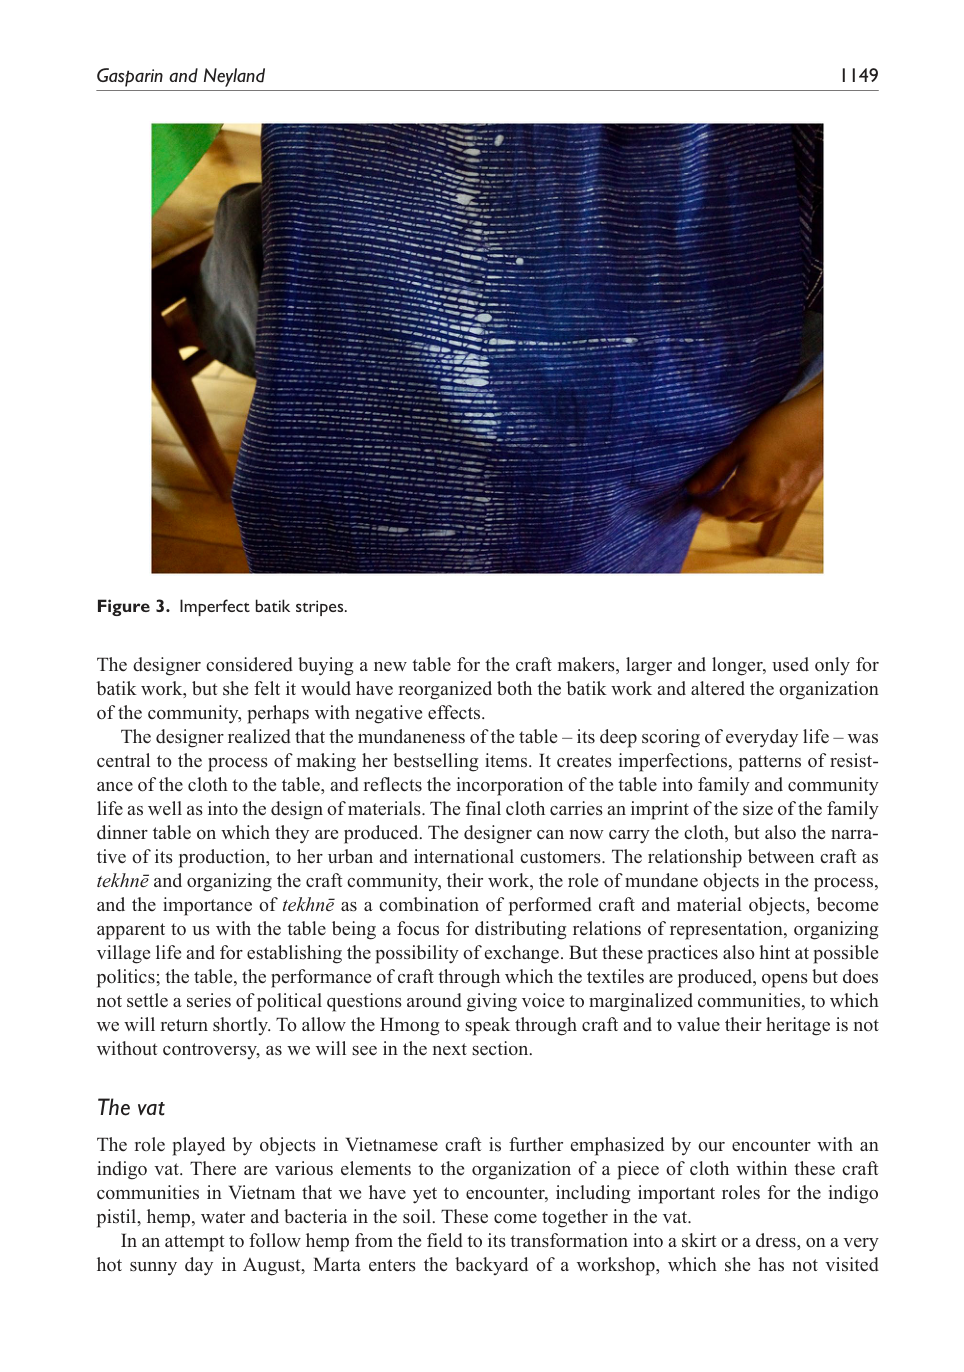 Gasparin and Neyland 1149
Figure 3. Imperfect batik stripes.
The designer considered buying a new table for the craft makers, larger and longer, used only for
batik work, but she felt it would have reorganized both the batik work and altered the organization
of the community, perhaps with negative effects.
The designer realized that the mundaneness of the table – its deep scoring of everyday life – was
central to the process of making her bestselling items. It creates imperfections, patterns of resist-
ance of the cloth to the table, and reflects the incorporation of the table into family and community
life as well as into the design of materials. The final cloth carries an imprint of the size of the family
dinner table on which they are produced. The designer can now carry the cloth, but also the narra-
tive of its production, to her urban and international customers. The relationship between craft as
tekhnē and organizing the craft community, their work, the role of mundane objects in the process,
and the importance of tekhnē as a combination of performed craft and material objects, become
apparent to us with the table being a focus for distributing relations of representation, organizing
village life and for establishing the possibility of exchange. But these practices also hint at possible
politics; the table, the performance of craft through which the textiles are produced, opens but does
not settle a series of political questions around giving voice to marginalized communities, to which
we will return shortly. To allow the Hmong to speak through craft and to value their heritage is not
without controversy, as we will see in the next section.
The vat
The role played by objects in Vietnamese craft is further emphasized by our encounter with an
indigo vat. There are various elements to the organization of a piece of cloth within these craft
communities in Vietnam that we have yet to encounter, including important roles for the indigo
pistil, hemp, water and bacteria in the soil. These come together in the vat.
In an attempt to follow hemp from the field to its transformation into a skirt or a dress, on a very
hot sunny day in August, Marta enters the backyard of a workshop, which she has not visited